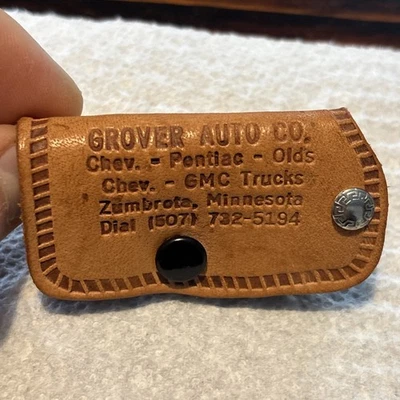 GROVER AUTO CO.
Chev. - Pontiac - Olds
Chev. - GMC Trucks
Zumbrota, Minnesota
Dial (507) 732-5194